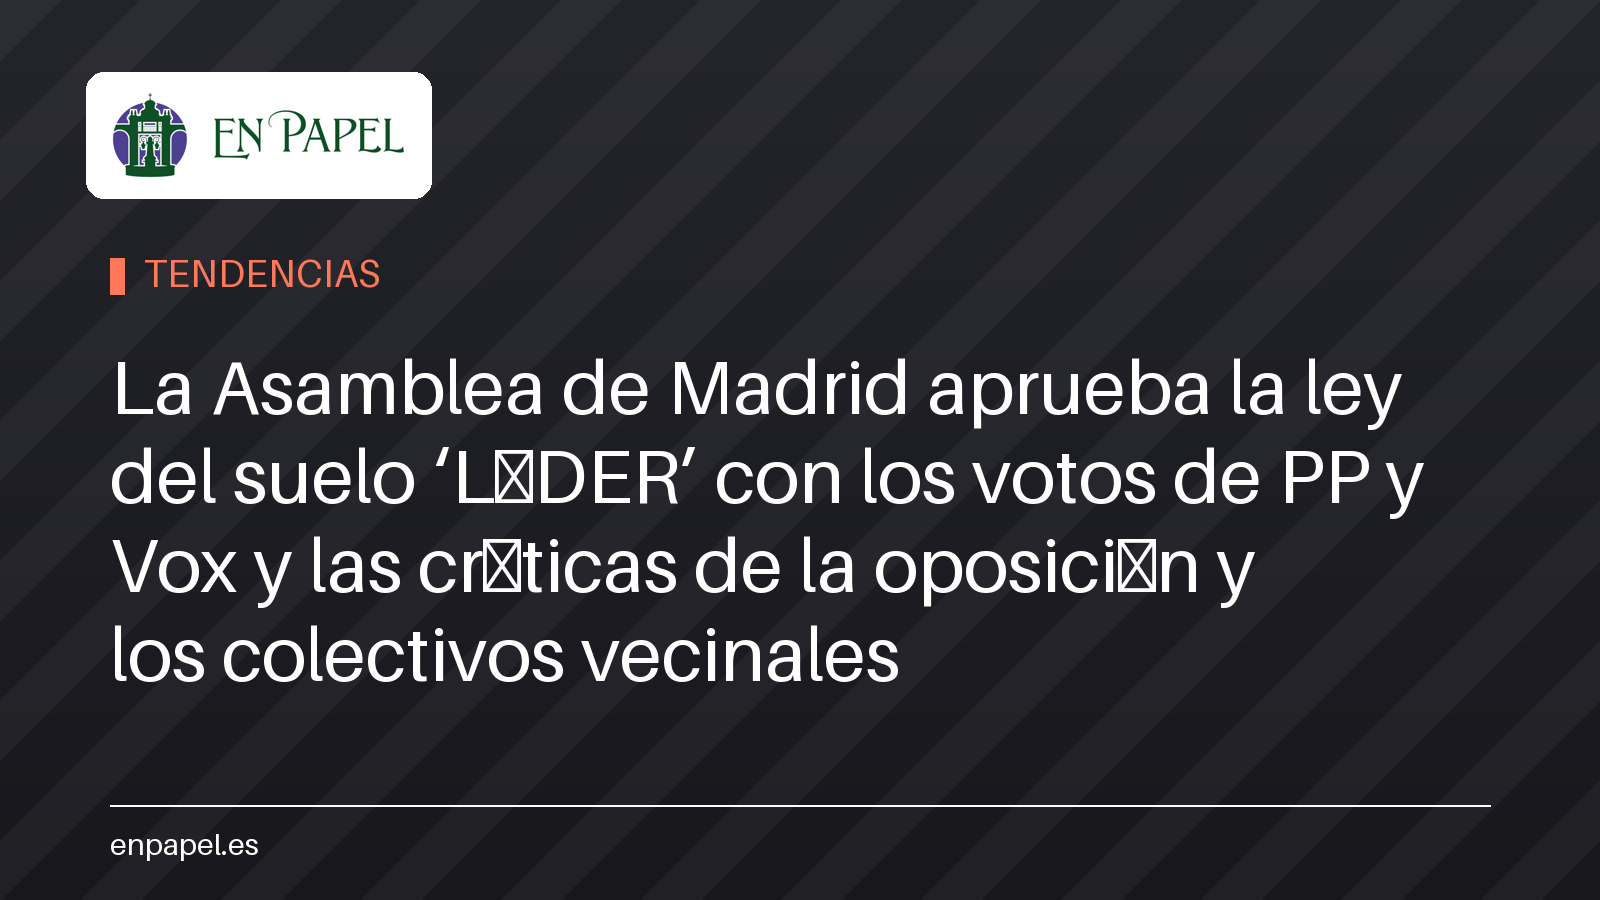 EN PAPEL
TENDENCIAS
La Asamblea de Madrid aprueba la ley
del suelo ‘L☒DER’ con los votos de PP y
Vox y las cr☒ticas de la oposici☒n y
los colectivos vecinales
enpapel.es